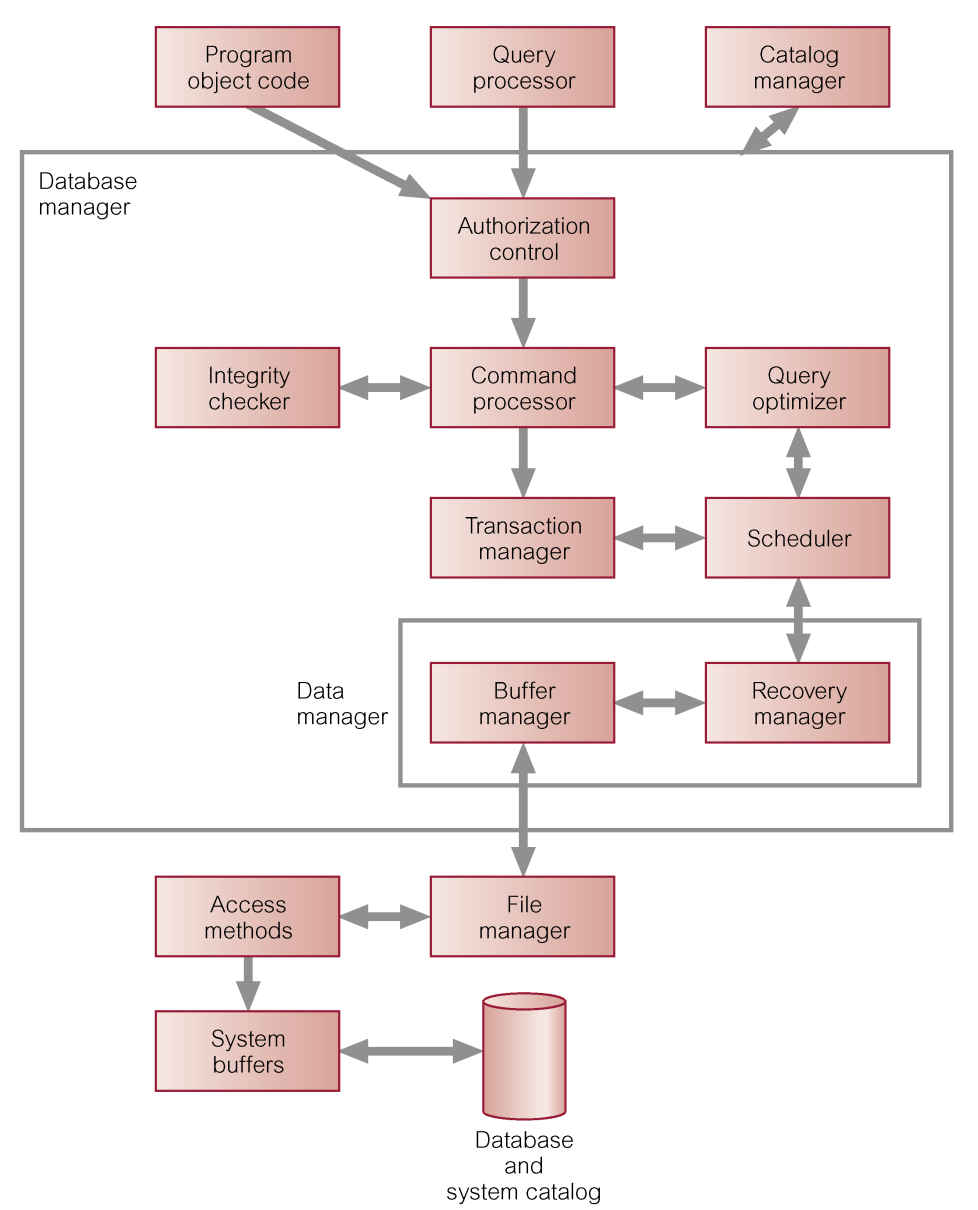 Program
object code
Query
processor
Catalog
manager
Database
manager
Authorization
control
Integrity
checker
Command
processor
Query
optimizer
Transaction
manager
Scheduler
Data
manager
Buffer
manager
Recovery
manager
Access
methods
File
manager
System
buffers
Database
and
system catalog